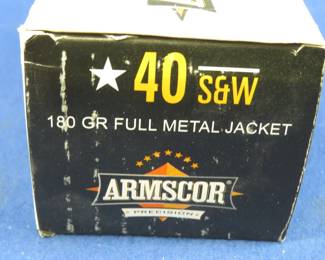 40 S&W
180 GR FULL METAL JACKET
ARMSCOR
PRECISION